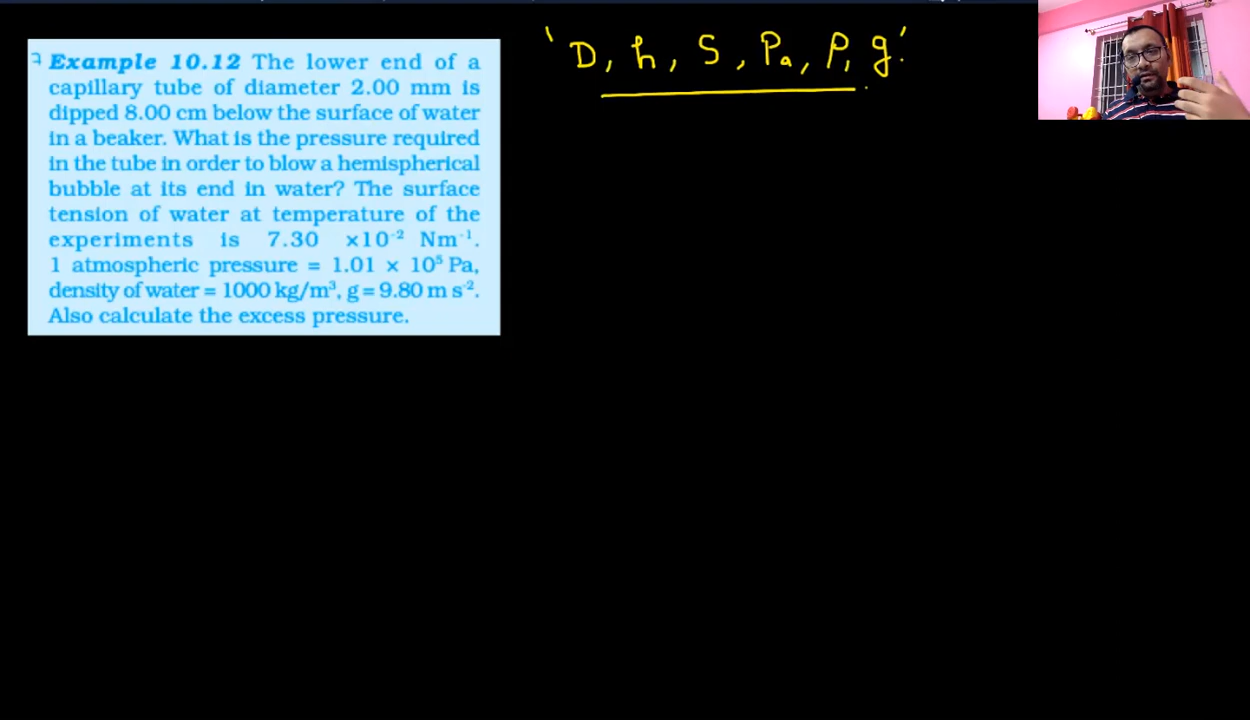 Example 10.12 The lower end of a
capillary tube of diameter 2.00 mm is
dipped 8.00 cm below the surface of water
in a beaker. What is the pressure required
in the tube in order to blow a hemispherical
bubble at its end in water? The surface
tension of water at temperature of the
experiments is 7.30 ×10⁻² Nm⁻¹.
1 atmospheric pressure = 1.01 × 10⁵ Pa,
density of water = 1000 kg/m³, g = 9.80 m s⁻².
Also calculate the excess pressure.
'D, h, S, Pa, ρ, g.'